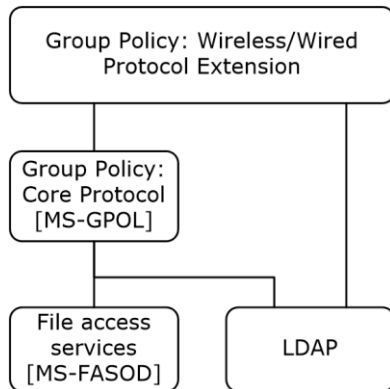 Group Policy: Wireless/Wired
Protocol Extension
Group Policy:
Core Protocol
[MS-GPOL]
File access
services
[MS-FASOD]
LDAP